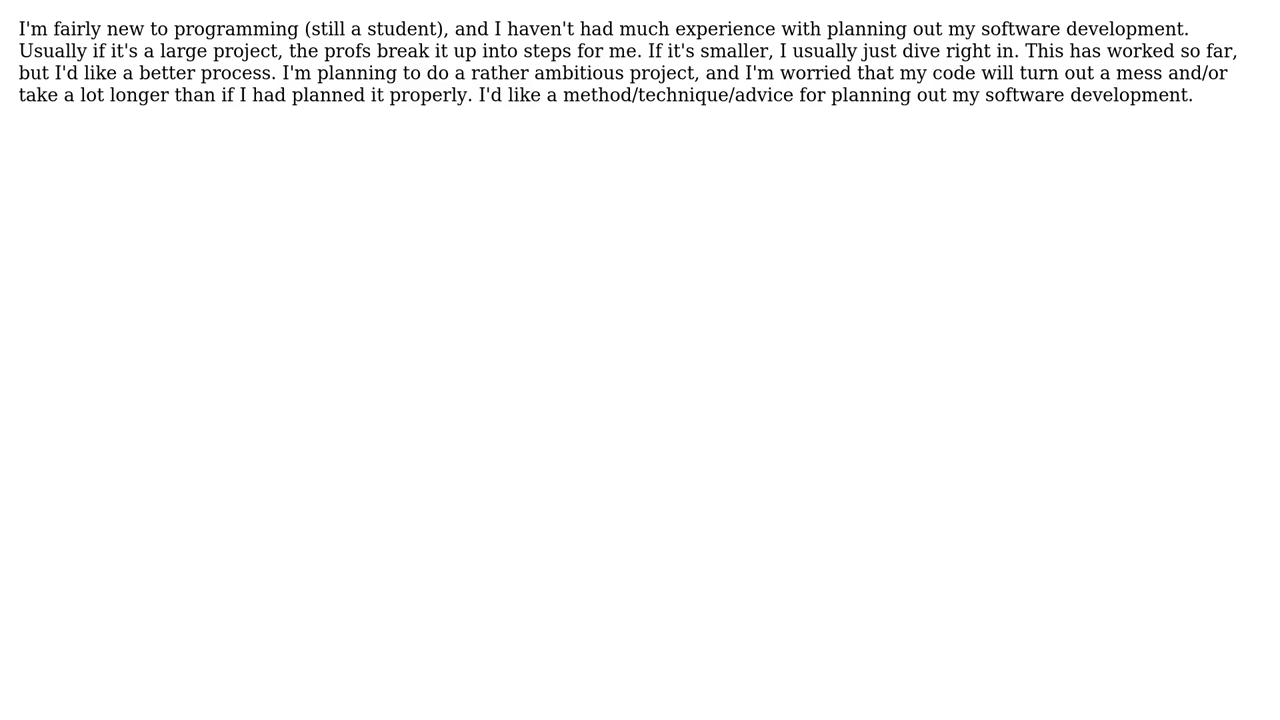 I'm fairly new to programming (still a student), and I haven't had much experience with planning out my software development.
Usually if it's a large project, the profs break it up into steps for me. If it's smaller, I usually just dive right in. This has worked so far,
but I'd like a better process. I'm planning to do a rather ambitious project, and I'm worried that my code will turn out a mess and/or
take a lot longer than if I had planned it properly. I'd like a method/technique/advice for planning out my software development.